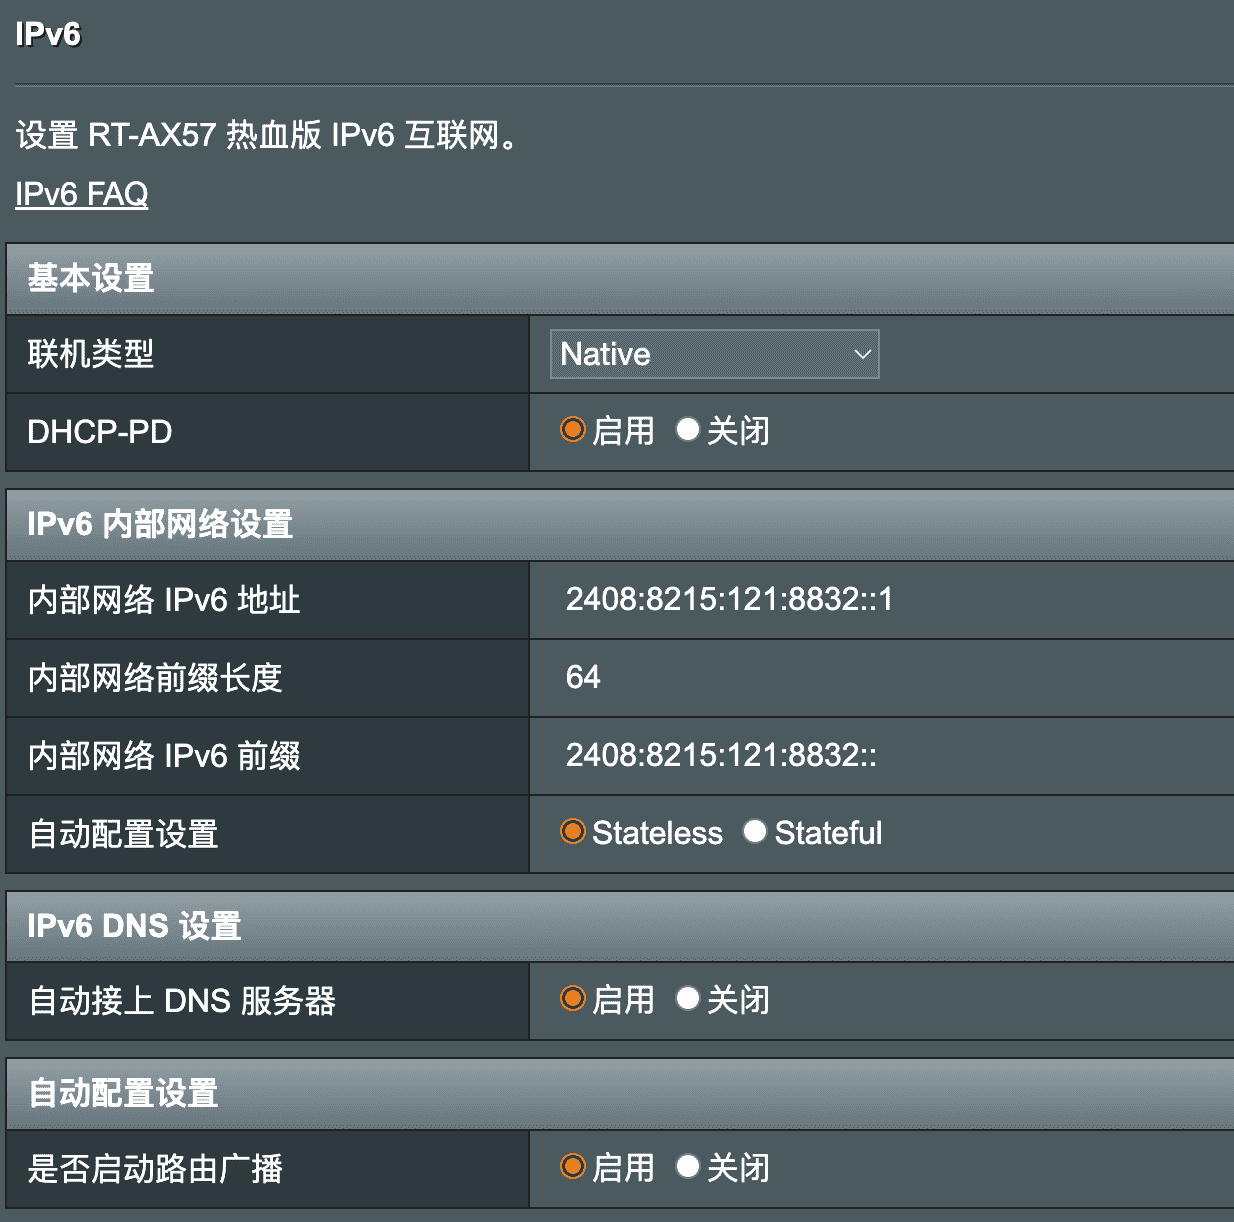 IPv6
设置 RT-AX57 热血版 IPv6 互联网。
IPv6 FAQ
基本设置
联机类型 Native
DHCP-PD 启用 关闭
IPv6 内部网络设置
内部网络 IPv6 地址 2408:8215:121:8832::1
内部网络前缀长度 64
内部网络 IPv6 前缀 2408:8215:121:8832::
自动配置设置 Stateless Stateful
IPv6 DNS 设置
自动接上 DNS 服务器 启用 关闭
自动配置设置
是否启动路由广播 启用 关闭